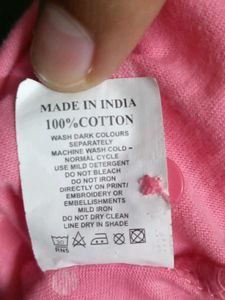 MADE IN INDIA
100% COTTON
WASH DARK COLOURS
SEPARATELY
MACHINE WASH COLD –
NORMAL CYCLE
USE MILD DETERGENT
DO NOT BLEACH
DO NOT IRON
DIRECTLY ON PRINT/
EMBROIDERY OR
EMBELLISHMENTS
MILD IRON
DO NOT DRY CLEAN
LINE DRY IN SHADE
30
RN5